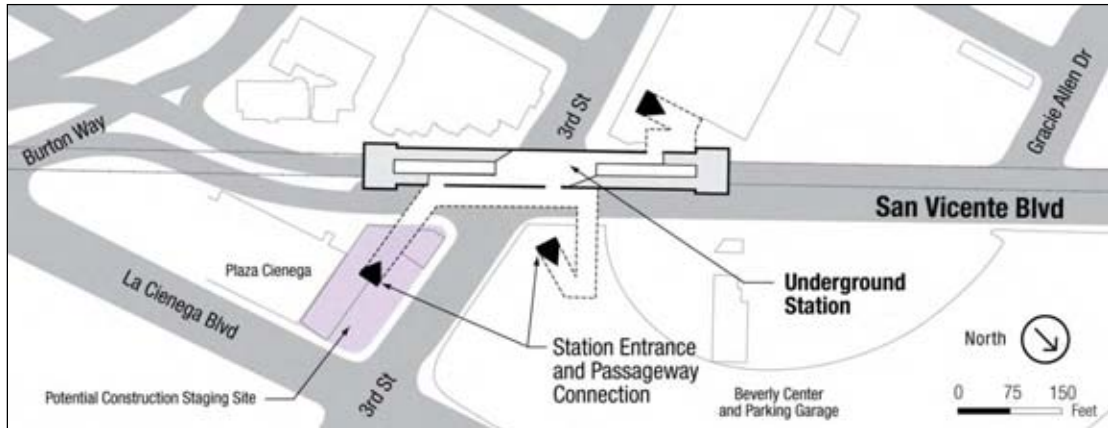 Burton Way
3rd St
Gracie Allen Dr
San Vicente Blvd
Plaza Cienega
La Cienega Blvd
Underground
Station
North
Station Entrance
and Passageway
Connection
Potential Construction Staging Site
3rd St
Beverly Center
and Parking Garage
0 75 150
Feet